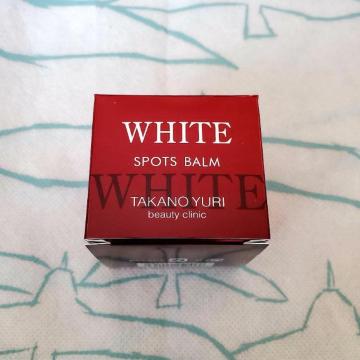 WHITE
SPOTS BALM
WHITE
TAKANO YURI
beauty clinic